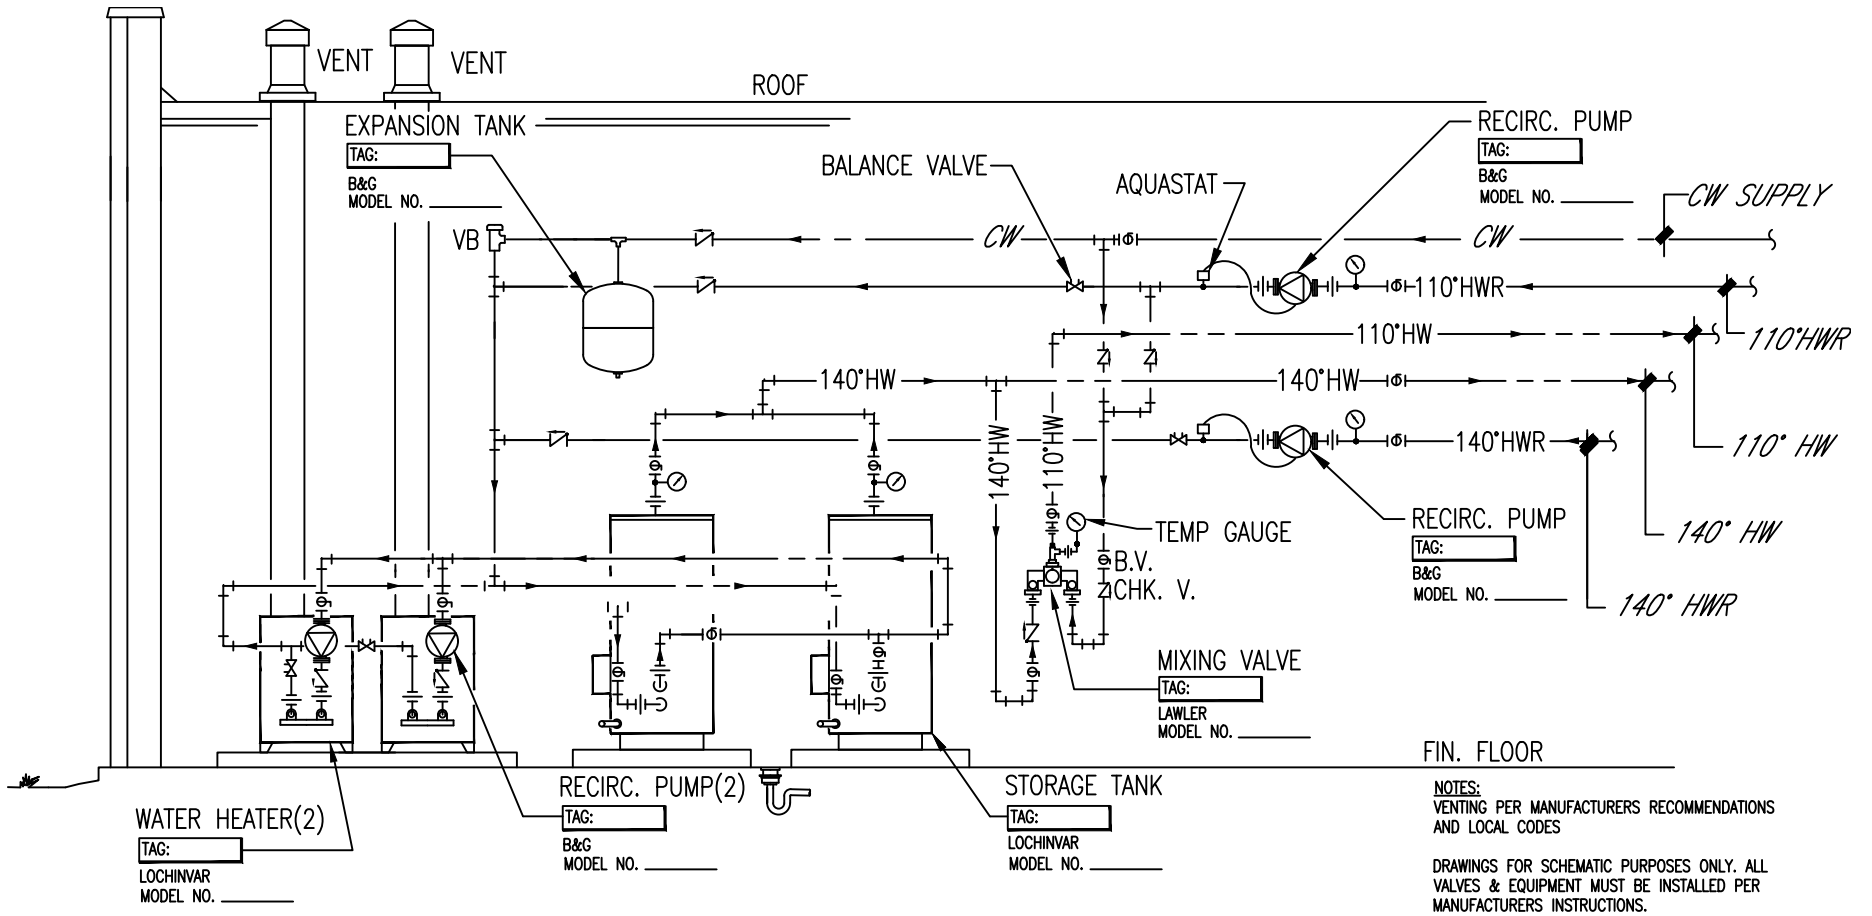 VENT
VENT
ROOF
EXPANSION TANK
TAG:
B&G
MODEL NO.
RECIRC. PUMP
TAG:
B&G
MODEL NO.
BALANCE VALVE
AQUASTAT
CW SUPPLY
VB
CW
CW
110°HWR
110°HWR
110°HW
140°HW
140°HW
140°HW
110°HW
140°HWR
110° HW
RECIRC. PUMP
TAG:
B&G
MODEL NO.
TEMP GAUGE
140° HW
B.V.
CHK. V.
140° HWR
MIXING VALVE
TAG:
LAWLER
MODEL NO.
FIN. FLOOR
WATER HEATER(2)
TAG:
LOCHINVAR
MODEL NO.
RECIRC. PUMP(2)
TAG:
B&G
MODEL NO.
STORAGE TANK
TAG:
LOCHINVAR
MODEL NO.
NOTES:
VENTING PER MANUFACTURERS RECOMMENDATIONS
AND LOCAL CODES
DRAWINGS FOR SCHEMATIC PURPOSES ONLY. ALL
VALVES & EQUIPMENT MUST BE INSTALLED PER
MANUFACTURERS INSTRUCTIONS.